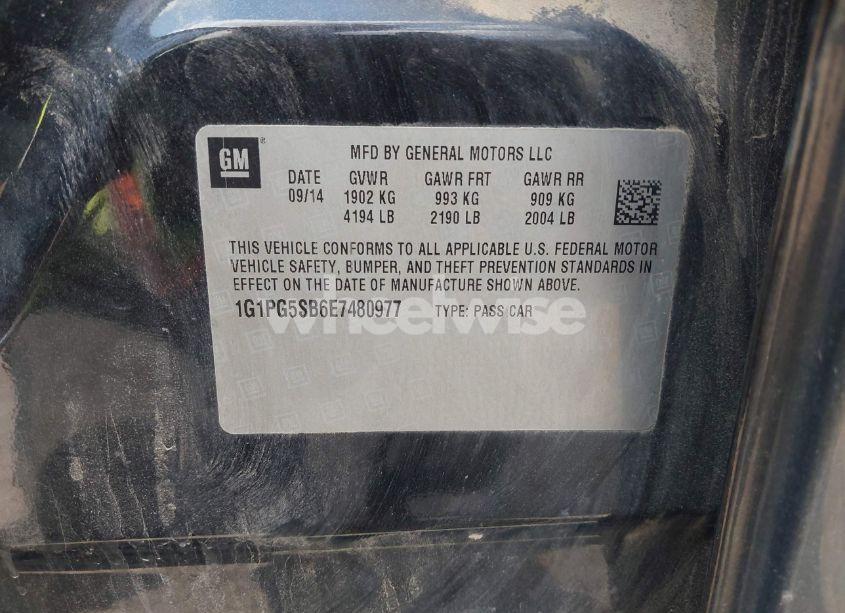 GM ® MFD BY GENERAL MOTORS LLC
DATE GVWR GAWR FRT GAWR RR
09/14 1902 KG 993 KG 909 KG
4194 LB 2190 LB 2004 LB
THIS VEHICLE CONFORMS TO ALL APPLICABLE U.S. FEDERAL MOTOR
VEHICLE SAFETY, BUMPER, AND THEFT PREVENTION STANDARDS IN
EFFECT ON THE DATE OF MANUFACTURE SHOWN ABOVE.
1G1PG5SB6E7480977 TYPE: PASS CAR
wheelwise